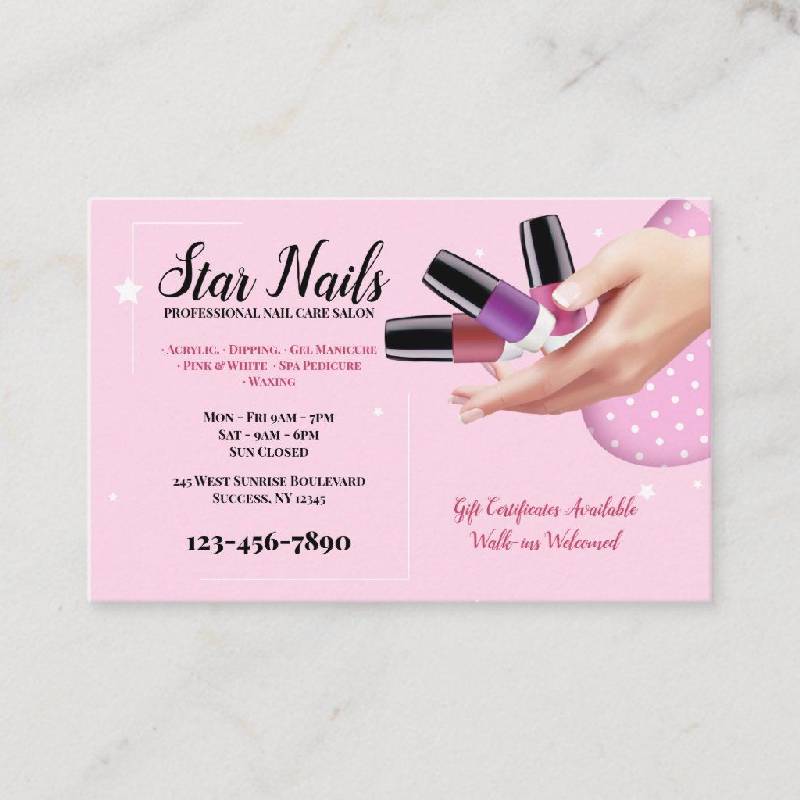 Star Nails
PROFESSIONAL NAIL CARE SALON
· Acrylic. · Dipping. · Gel Manicure
· Pink & White · Spa Pedicure
· Waxing
Mon - Fri 9AM - 7PM
Sat - 9AM - 6PM
Sun Closed
245 West Sunrise Boulevard
Success, NY 12345
123-456-7890
Gift Certificates Available
Walk-ins Welcomed